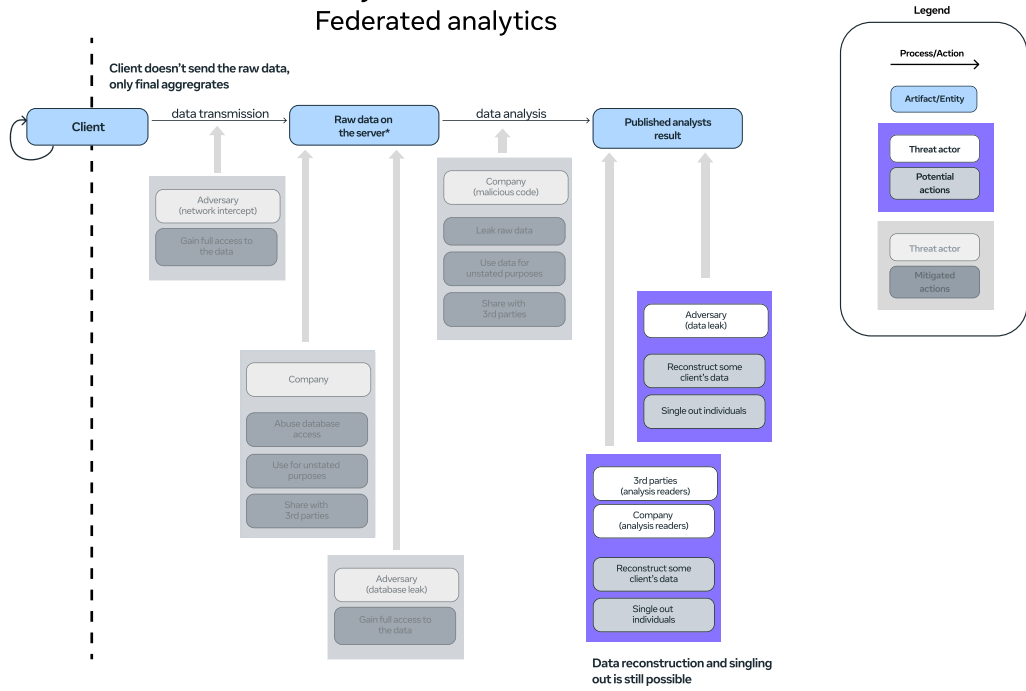 Federated analytics
Legend
Process/Action
Artifact/Entity
Threat actor
Potential
actions
Threat actor
Mitigated
actions
Client doesn't send the raw data,
only final aggregrates
Client
data transmission
Raw data on
the server*
data analysis
Published analysts
result
Adversary
(network intercept)
Gain full access to
the data
Company
(malicious code)
Leak raw data
Use data for
unstated purposes
Share with
3rd parties
Adversary
(data leak)
Reconstruct some
client's data
Single out individuals
Company
Abuse database
access
Use for unstated
purposes
Share with
3rd parties
3rd parties
(analysis readers)
Company
(analysis readers)
Reconstruct some
client's data
Single out
individuals
Adversary
(database leak)
Gain full access to
the data
Data reconstruction and singling
out is still possible